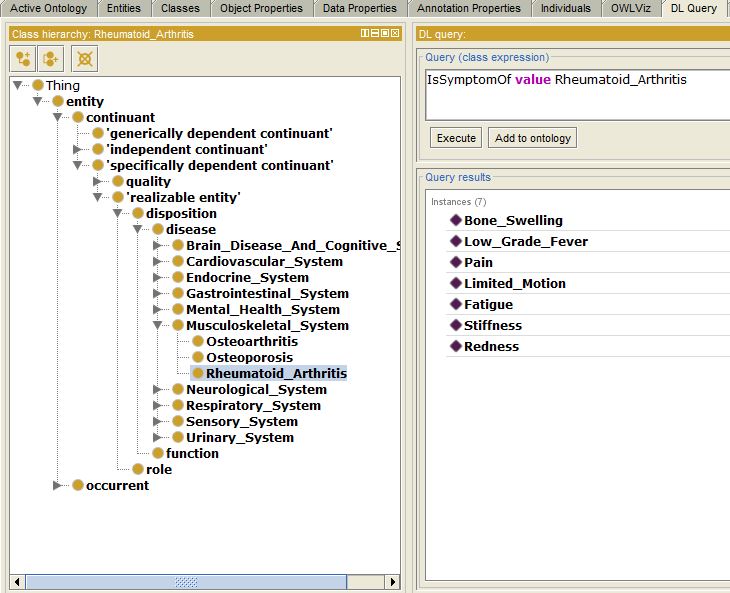 Active Ontology Entities Classes Object Properties Data Properties Annotation Properties Individuals OWLViz DL Query
Class hierarchy: Rheumatoid_Arthritis
Thing
entity
continuant
'generically dependent continuant'
'independent continuant'
'specifically dependent continuant'
quality
'realizable entity'
disposition
disease
Brain_Disease_And_Cognitive_S
Cardiovascular_System
Endocrine_System
Gastrointestinal_System
Mental_Health_System
Musculoskeletal_System
Osteoarthritis
Osteoporosis
Rheumatoid_Arthritis
Neurological_System
Respiratory_System
Sensory_System
Urinary_System
function
role
occurrent
DL query:
Query (class expression)
IsSymptomOf value Rheumatoid_Arthritis
Execute Add to ontology
Query results
Instances (7)
Bone_Swelling
Low_Grade_Fever
Pain
Limited_Motion
Fatigue
Stiffness
Redness